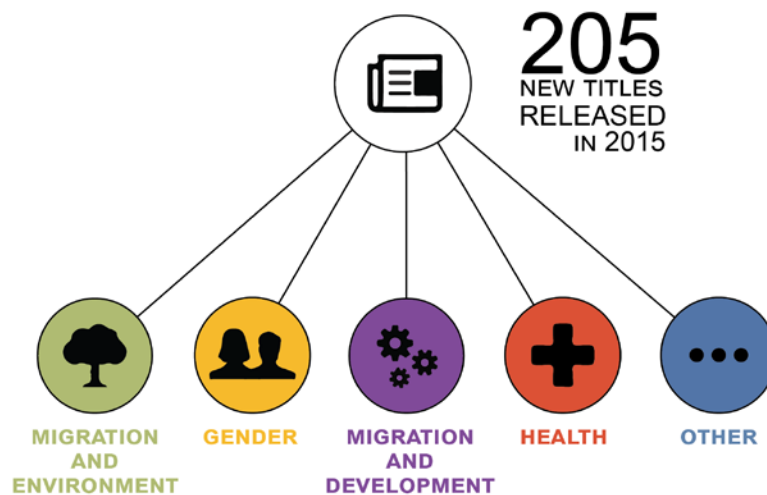 205
NEW TITLES
RELEASED
IN 2015
MIGRATION
AND
ENVIRONMENT
GENDER
MIGRATION
AND
DEVELOPMENT
HEALTH
OTHER